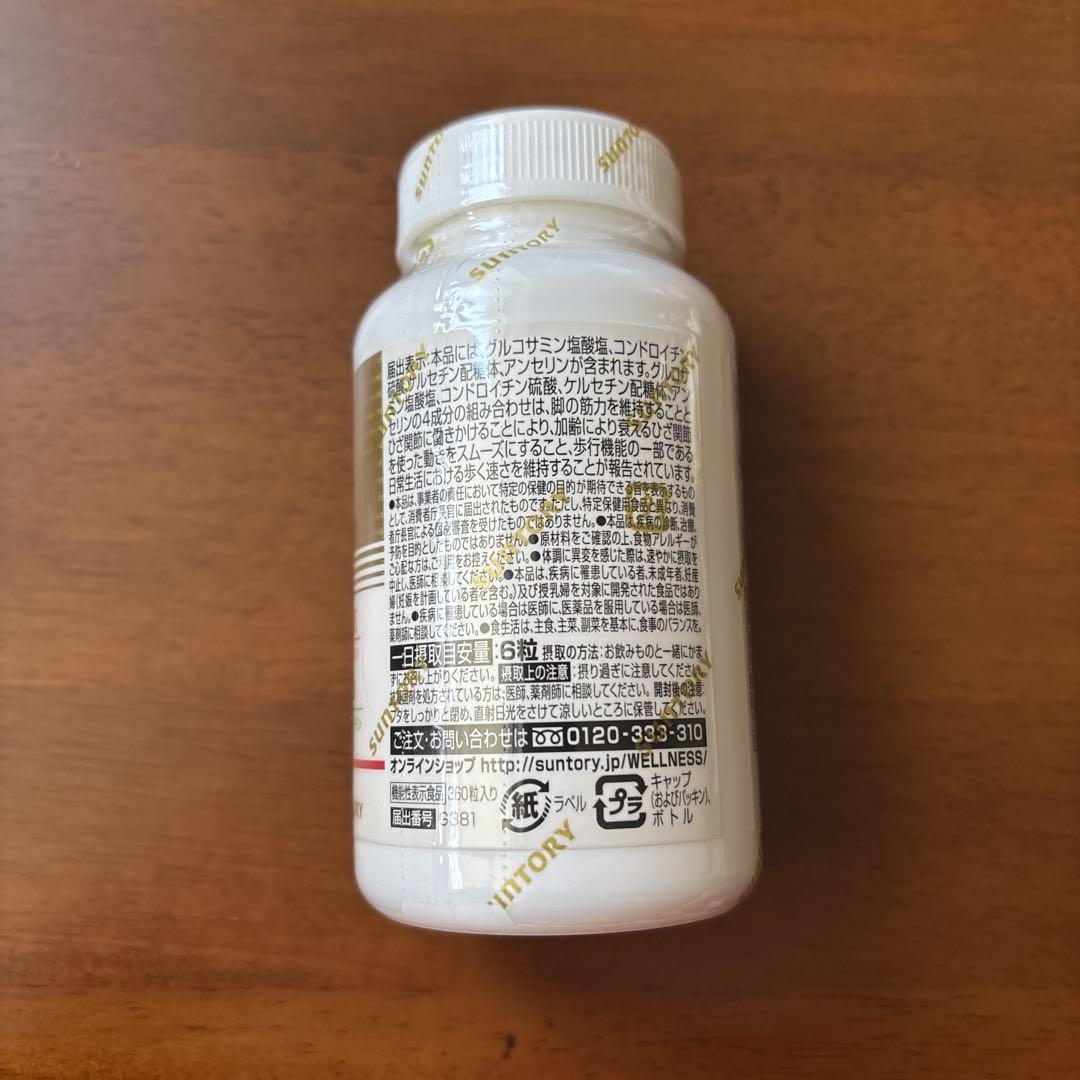 SUNTORY
SUNTORY
届出表示:本品には、グルコサミン塩酸塩、コンドロイチン
硫酸、ケルセチン配糖体、アンセリンが含まれます。グルコサ
ミン塩酸塩、コンドロイチン硫酸、ケルセチン配糖体、アン
セリンの4成分の組み合わせは、脚の筋力を維持することと
ひざ関節に働きかけることにより、加齢により衰えるひざ関節
を使った動きをスムーズにすること、歩行機能の一部である
日常生活における歩く速さを維持することが報告されています。
●本品は、事業者の責任において特定の保健の目的が期待できる旨を表示するもの
として、消費者庁長官に届出されたものです。ただし、特定保健用食品と異なり、消費
者庁長官による個別審査を受けたものではありません。●本品は、疾病の診断、治療、
予防を目的としたものではありません。●原材料をご確認の上、食物アレルギーが
ご心配な方は、ご利用をお控えください。●体調に異変を感じた際は、速やかに摂取を
中止し、医師に相談してください。●本品は、疾病に罹患している者、未成年者、妊産
婦(妊娠を計画している者を含む。)及び授乳婦を対象に開発された食品ではあり
ません。●疾病に罹患している場合は医師に、医薬品を服用している場合は医師、
薬剤師に相談してください。●食生活は、主食、主菜、副菜を基本に、食事のバランスを。
一日摂取目安量:6粒 摂取の方法:お飲みものと一緒にかま
ずにお召し上がりください。 摂取上の注意:摂り過ぎに注意してください。
抗凝固剤を処方されている方は、医師、薬剤師に相談してください。 開封後の注意:
フタをしっかりと閉め、直射日光をさけて涼しいところに保管してください。
ご注文・お問い合わせは 0120-333-310
オンラインショップ http://suntory.jp/WELLNESS/
機能性表示食品 360粒入り
届出番号 G381
紙 ラベル
プラ キャップ
(およびパッキン)、
ボトル
SUNTORY
SUNTORY
SUNTORY